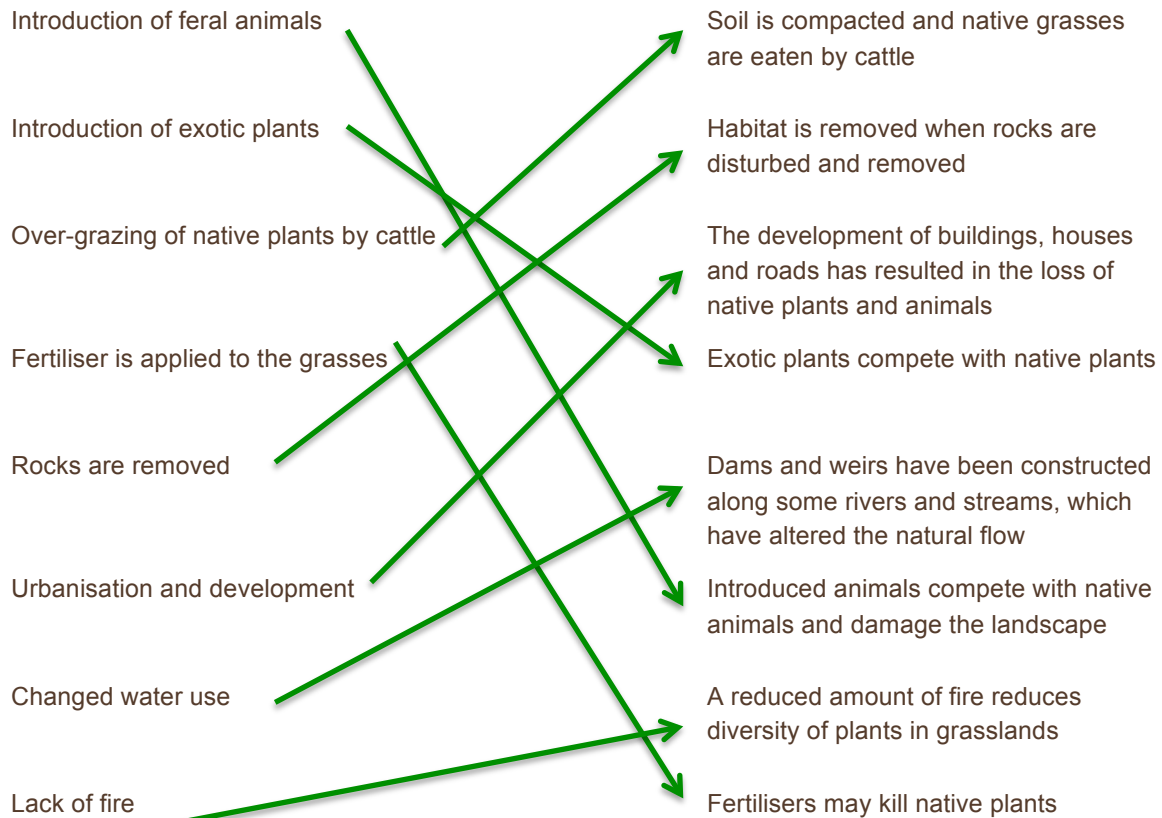 Introduction of feral animals
Soil is compacted and native grasses
are eaten by cattle
Introduction of exotic plants
Habitat is removed when rocks are
disturbed and removed
Over-grazing of native plants by cattle
The development of buildings, houses
and roads has resulted in the loss of
native plants and animals
Fertiliser is applied to the grasses
Exotic plants compete with native plants
Rocks are removed
Dams and weirs have been constructed
along some rivers and streams, which
have altered the natural flow
Urbanisation and development
Introduced animals compete with native
animals and damage the landscape
Changed water use
A reduced amount of fire reduces
diversity of plants in grasslands
Lack of fire
Fertilisers may kill native plants